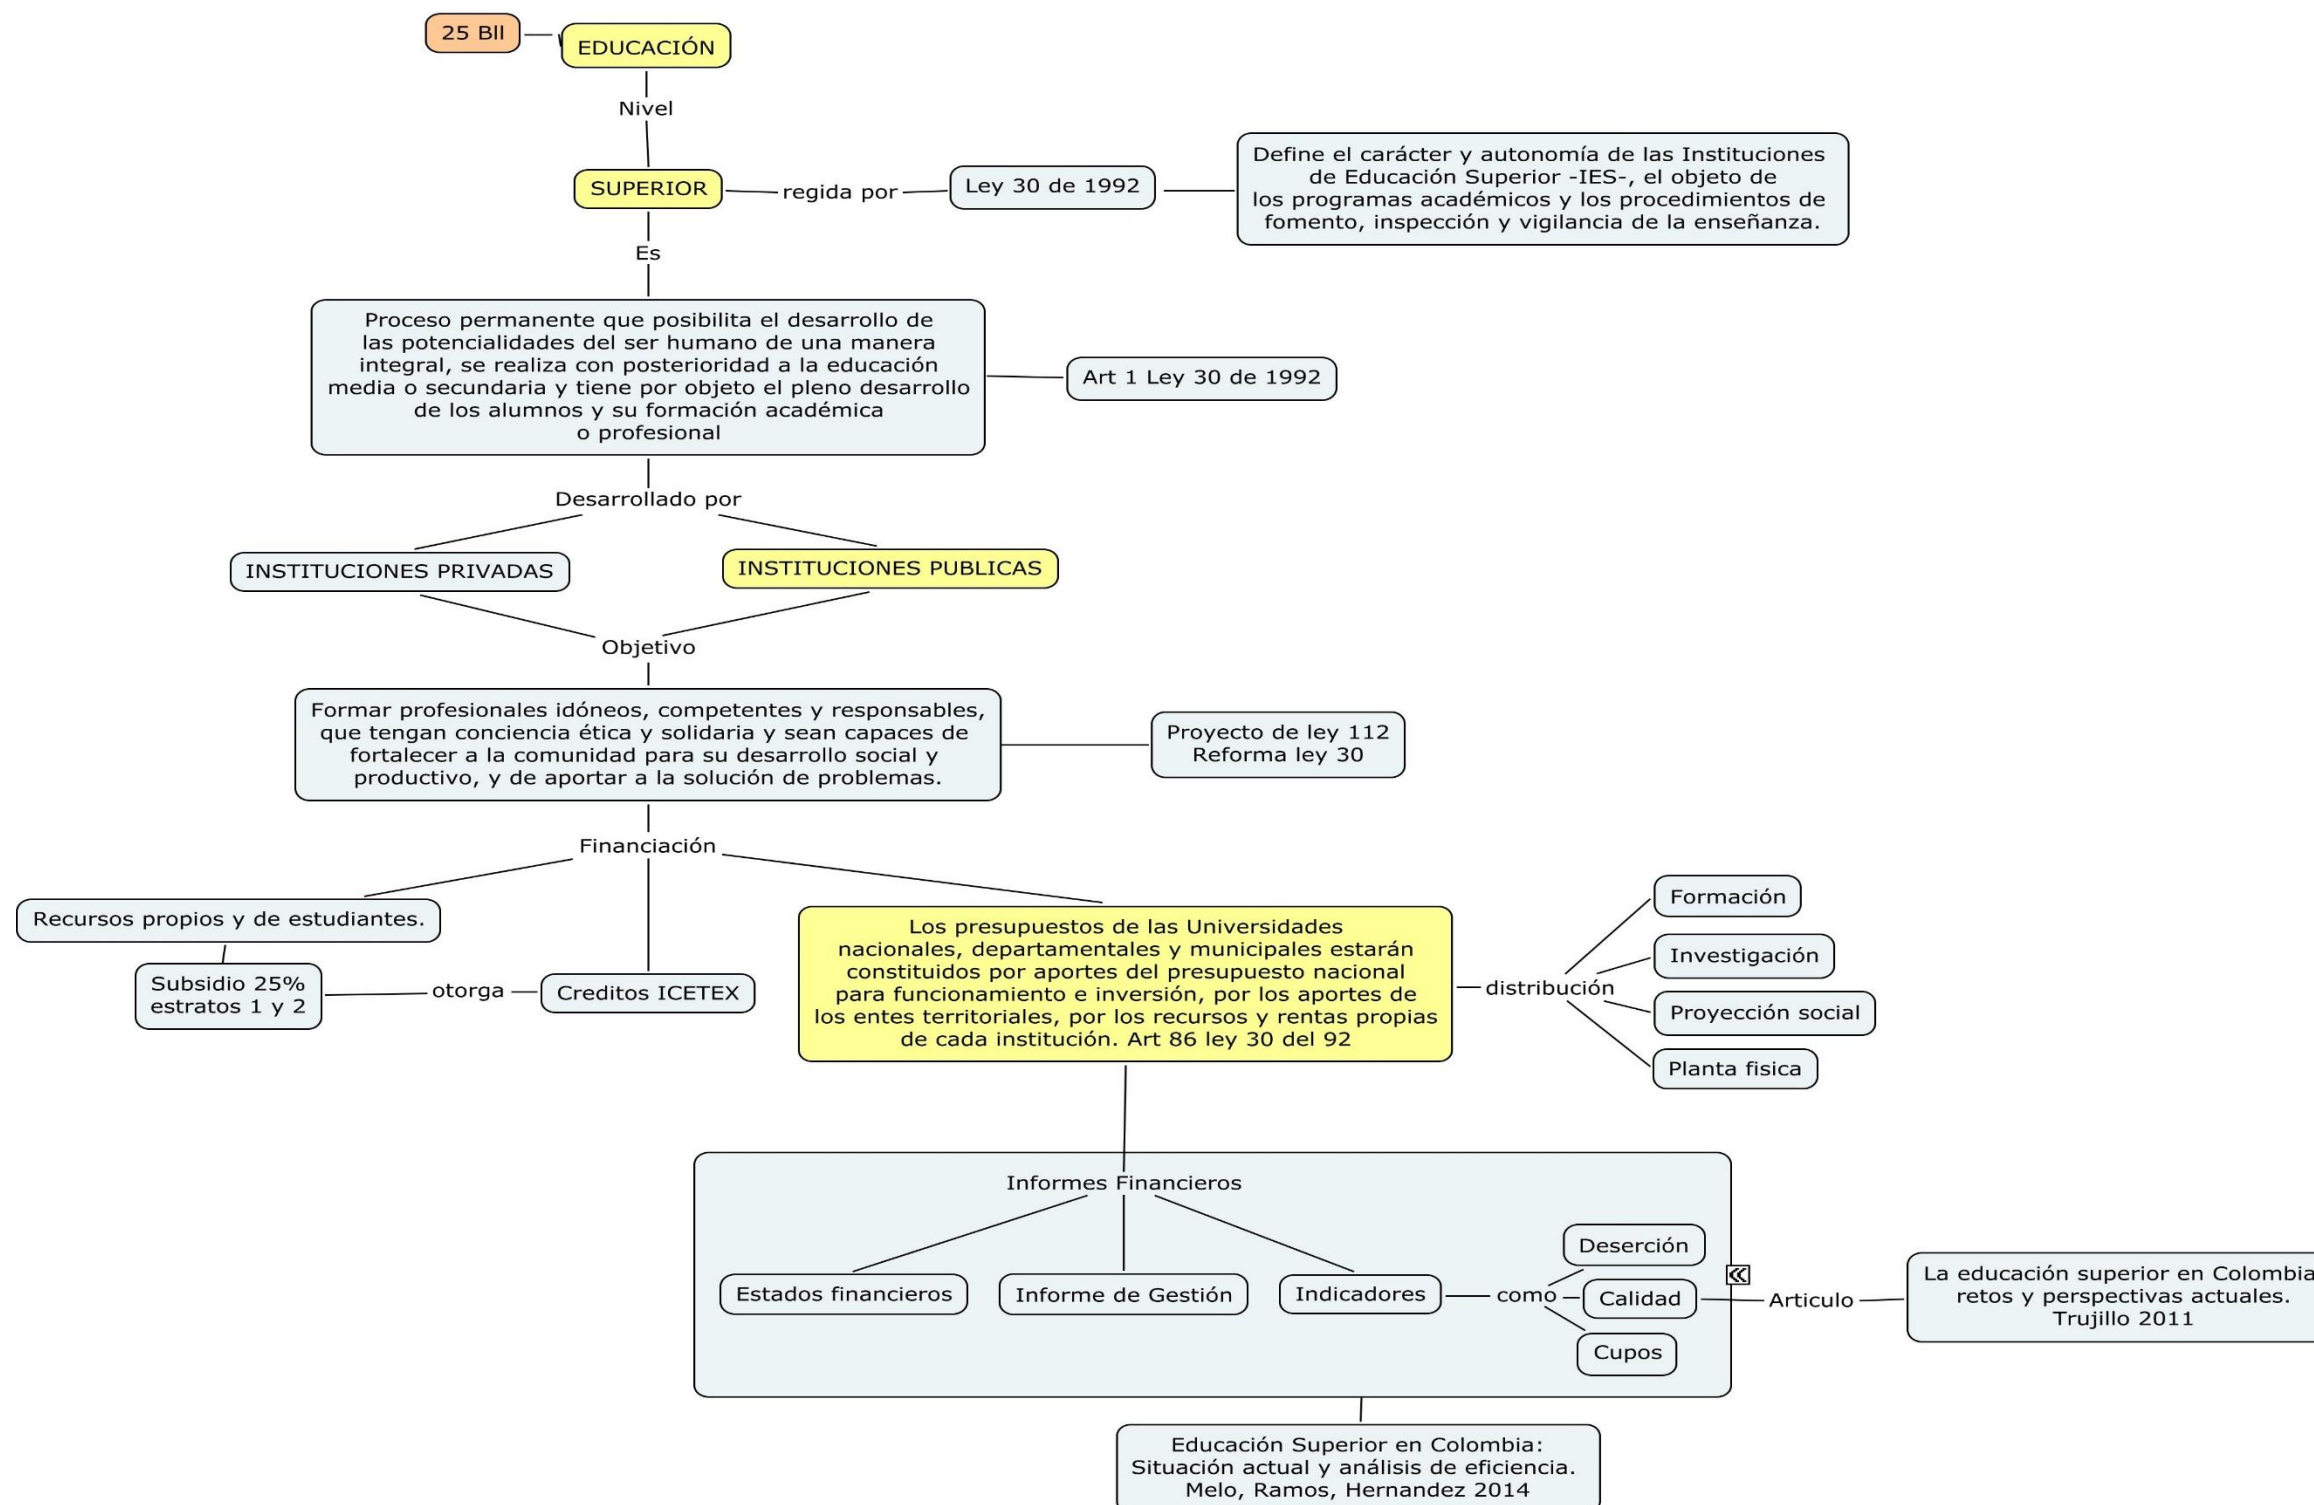 25 Bll
EDUCACIÓN
Nivel
SUPERIOR
regida por
Ley 30 de 1992
Define el carácter y autonomía de las Instituciones
de Educación Superior -IES-, el objeto de
los programas académicos y los procedimientos de
fomento, inspección y vigilancia de la enseñanza.
Es
Proceso permanente que posibilita el desarrollo de
las potencialidades del ser humano de una manera
integral, se realiza con posterioridad a la educación
media o secundaria y tiene por objeto el pleno desarrollo
de los alumnos y su formación académica
o profesional
Art 1 Ley 30 de 1992
Desarrollado por
INSTITUCIONES PRIVADAS
INSTITUCIONES PUBLICAS
Objetivo
Formar profesionales idóneos, competentes y responsables,
que tengan conciencia ética y solidaria y sean capaces de
fortalecer a la comunidad para su desarrollo social y
productivo, y de aportar a la solución de problemas.
Proyecto de ley 112
Reforma ley 30
Financiación
Recursos propios y de estudiantes.
Subsidio 25%
estratos 1 y 2
otorga
Creditos ICETEX
Los presupuestos de las Universidades
nacionales, departamentales y municipales estarán
constituidos por aportes del presupuesto nacional
para funcionamiento e inversión, por los aportes de
los entes territoriales, por los recursos y rentas propias
de cada institución. Art 86 ley 30 del 92
distribución
Formación
Investigación
Proyección social
Planta fisica
Informes Financieros
Estados financieros
Informe de Gestión
Indicadores
como
Deserción
Calidad
Cupos
Articulo
La educación superior en Colombia
retos y perspectivas actuales.
Trujillo 2011
Educación Superior en Colombia:
Situación actual y análisis de eficiencia.
Melo, Ramos, Hernandez 2014